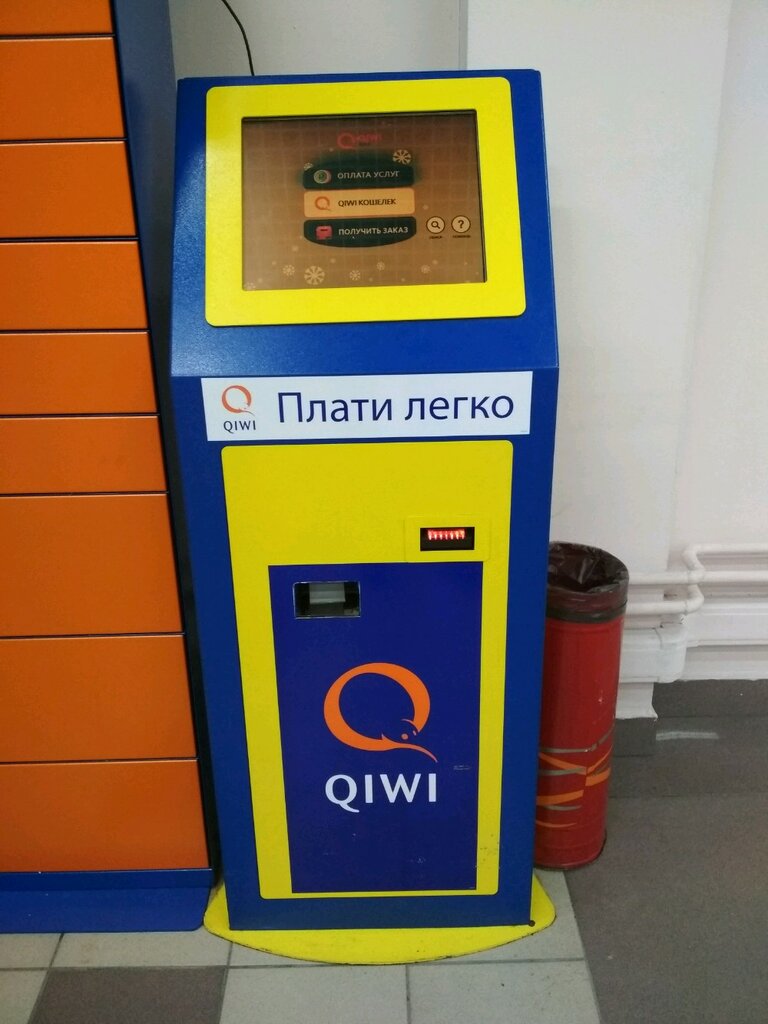 QIWI
ОПЛАТА УСЛУГ
QIWI КОШЕЛЕК
ПОЛУЧИТЬ ЗАКАЗ
?
QIWI
Плати легко
QIWI